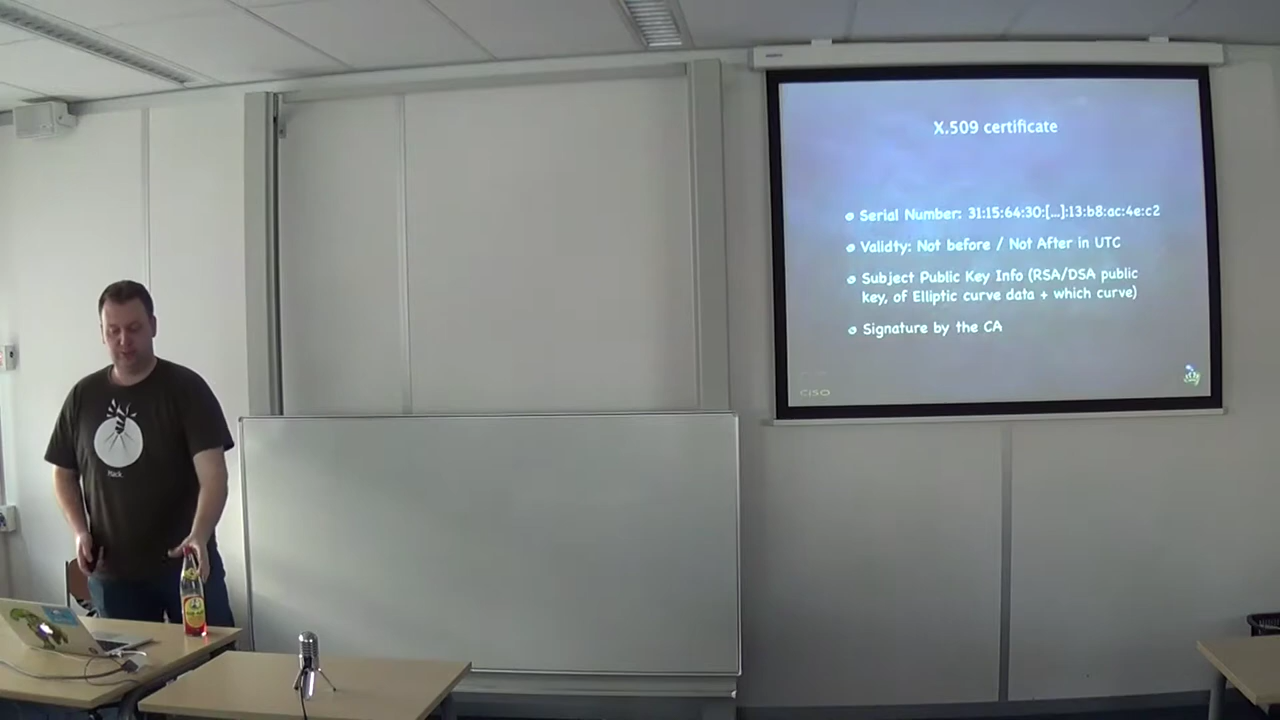 X.509 certificate
Serial Number: 31:15:64:30:[...]:13:b8:ac:4e:c2
Validty: Not before / Not After in UTC
Subject Public Key Info (RSA/DSA public
key, of Elliptic curve data + which curve)
Signature by the CA
CISO
Hack.